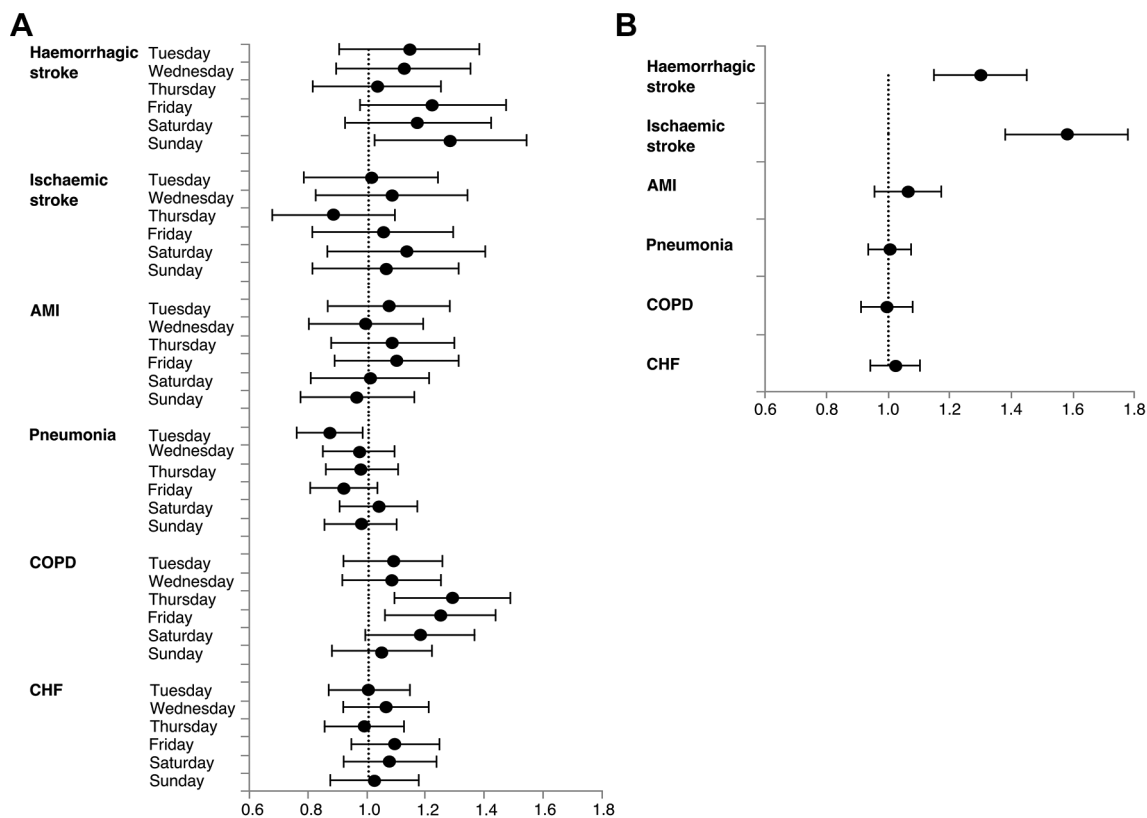 A
Haemorrhagic
stroke
Tuesday
Wednesday
Thursday
Friday
Saturday
Sunday
Ischaemic
stroke
Tuesday
Wednesday
Thursday
Friday
Saturday
Sunday
AMI
Tuesday
Wednesday
Thursday
Friday
Saturday
Sunday
Pneumonia
Tuesday
Wednesday
Thursday
Friday
Saturday
Sunday
COPD
Tuesday
Wednesday
Thursday
Friday
Saturday
Sunday
CHF
Tuesday
Wednesday
Thursday
Friday
Saturday
Sunday
0.6 0.8 1.0 1.2 1.4 1.6 1.8
B
Haemorrhagic
stroke
Ischaemic
stroke
AMI
Pneumonia
COPD
CHF
0.6 0.8 1.0 1.2 1.4 1.6 1.8